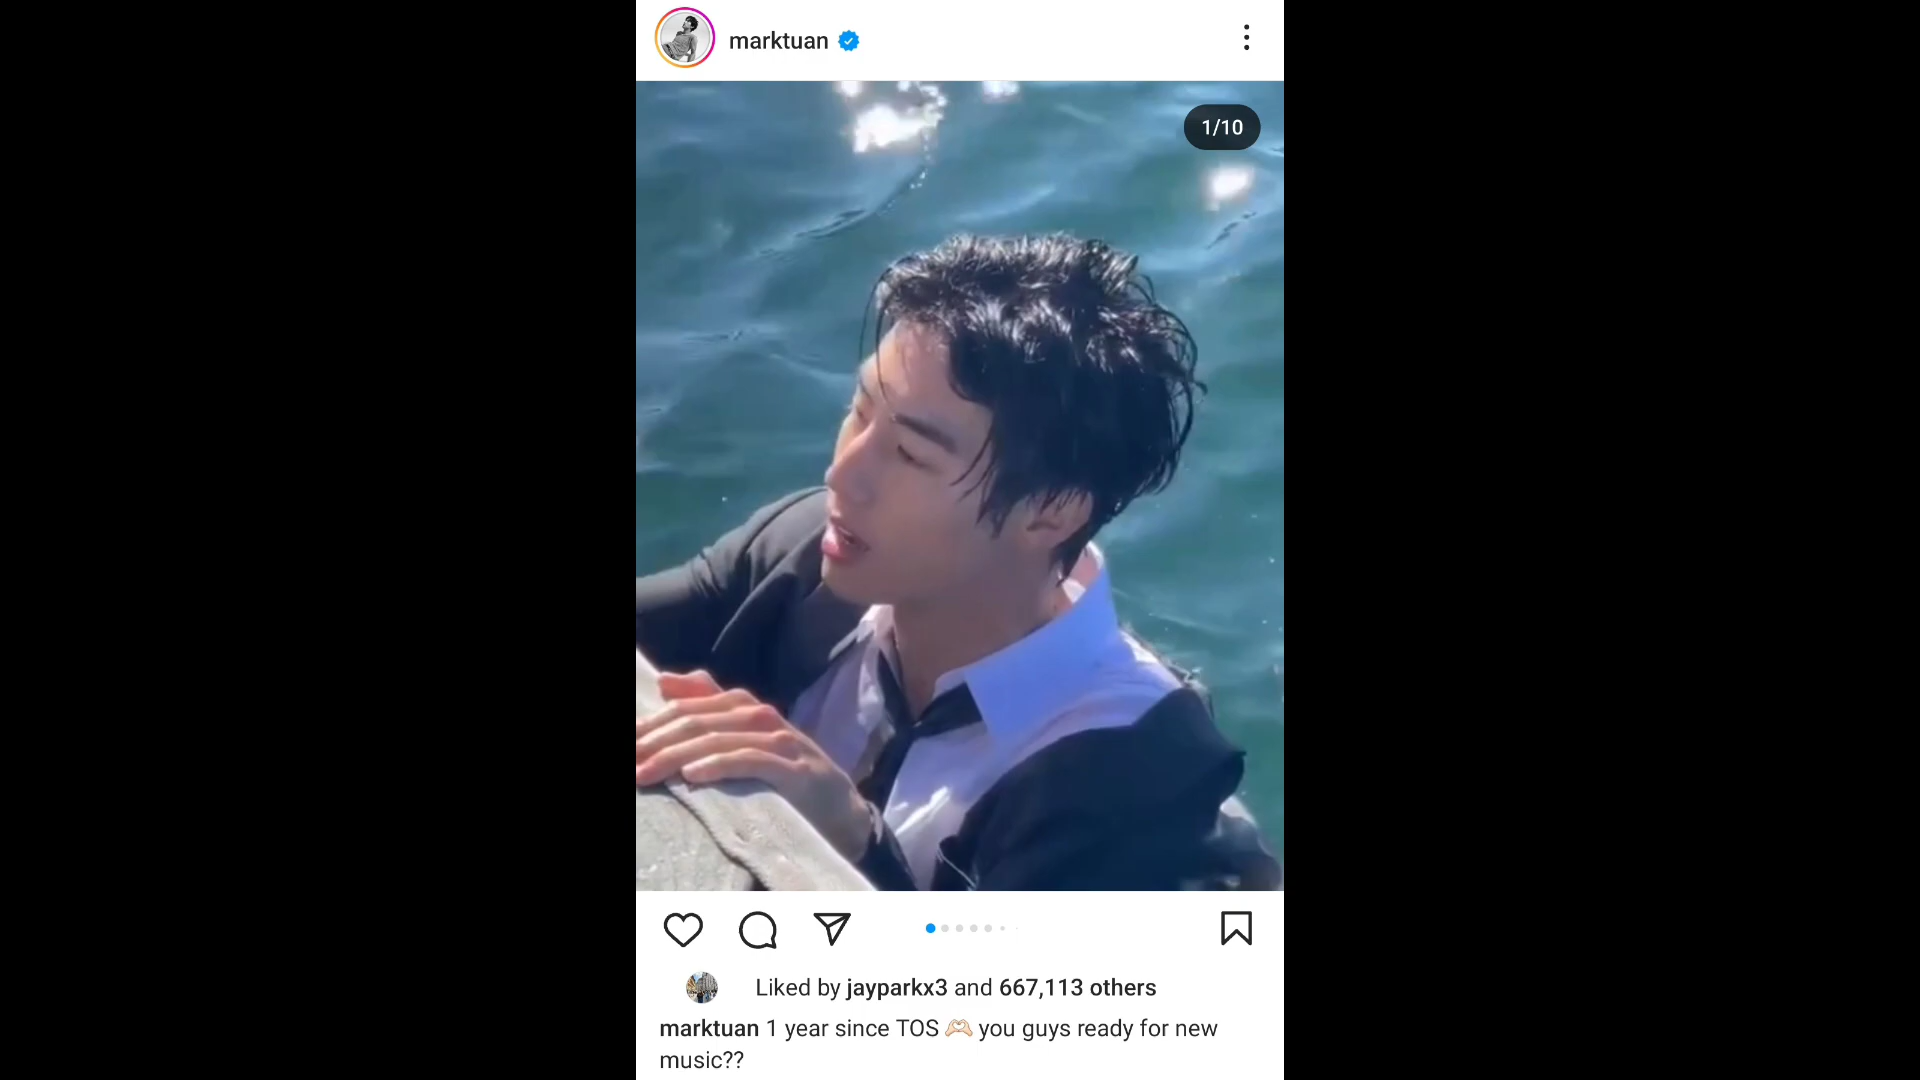 marktuan
1/10
Liked by jayparkx3 and 667,113 others
marktuan 1 year since TOS 🫶🏻 you guys ready for new
music??